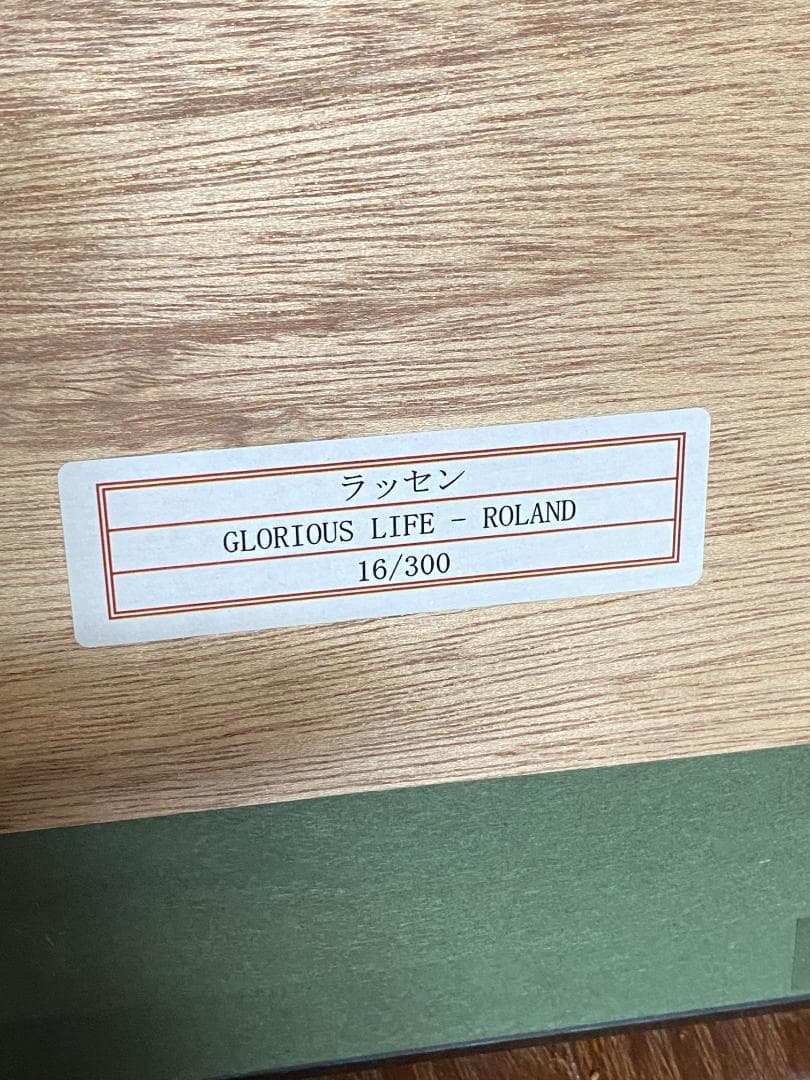 ラッセン
GLORIOUS LIFE - ROLAND
16/300